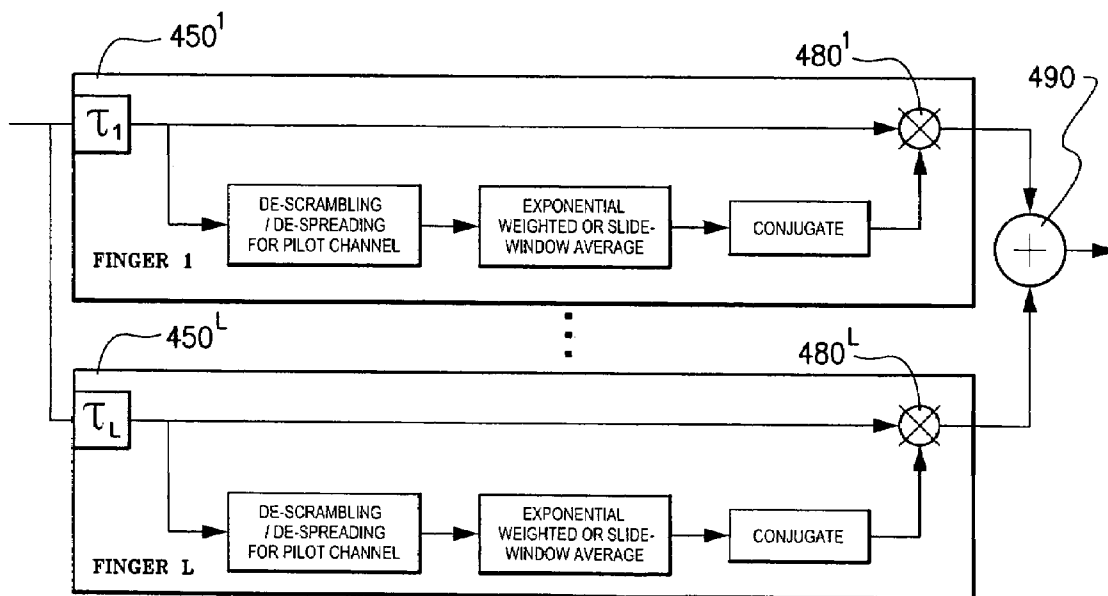 450¹
480¹
490
τ₁
DE-SCRAMBLING
/ DE-SPREADING
FOR PILOT CHANNEL
EXPONENTIAL
WEIGHTED OR SLIDE-
WINDOW AVERAGE
CONJUGATE
FINGER 1
450ᴸ
480ᴸ
τL
DE-SCRAMBLING
/ DE-SPREADING
FOR PILOT CHANNEL
EXPONENTIAL
WEIGHTED OR SLIDE-
WINDOW AVERAGE
CONJUGATE
FINGER L